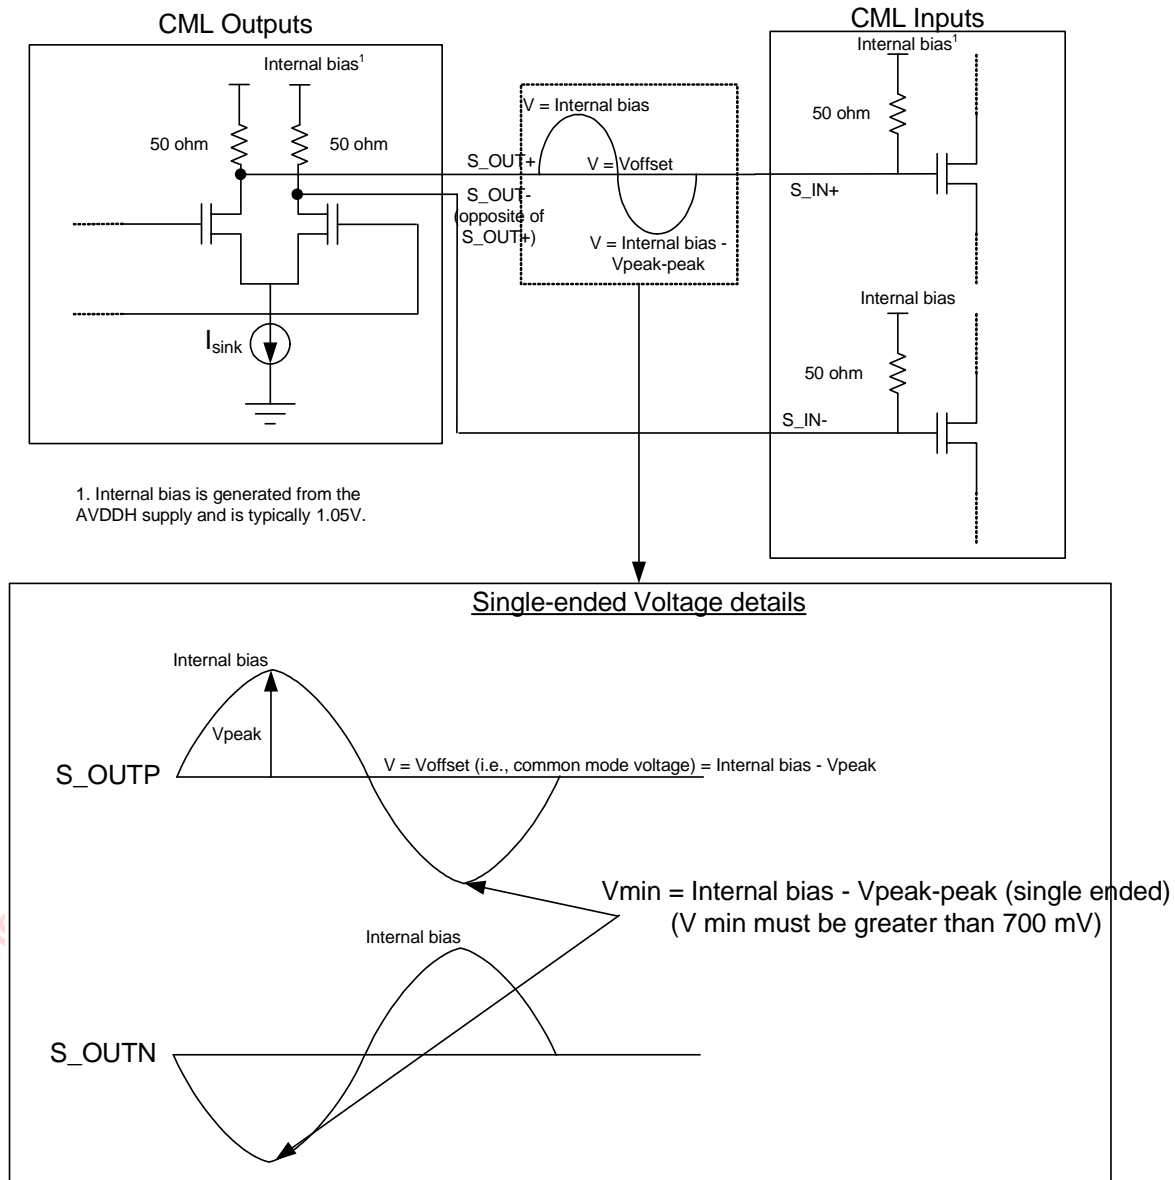 CML Outputs
CML Inputs
Internal bias¹
Internal bias¹
V = Internal bias
50 ohm
50 ohm
50 ohm
S_OUT+
V = Voffset
S_IN+
S_OUT-
(opposite of
S_OUT+)
V = Internal bias -
Vpeak-peak
Internal bias
Isink
50 ohm
S_IN-
1. Internal bias is generated from the
AVDDH supply and is typically 1.05V.
Single-ended Voltage details
Internal bias
Vpeak
V = Voffset (i.e., common mode voltage) = Internal bias - Vpeak
S_OUTP
Vmin = Internal bias - Vpeak-peak (single ended)
(V min must be greater than 700 mV)
Internal bias
S_OUTN